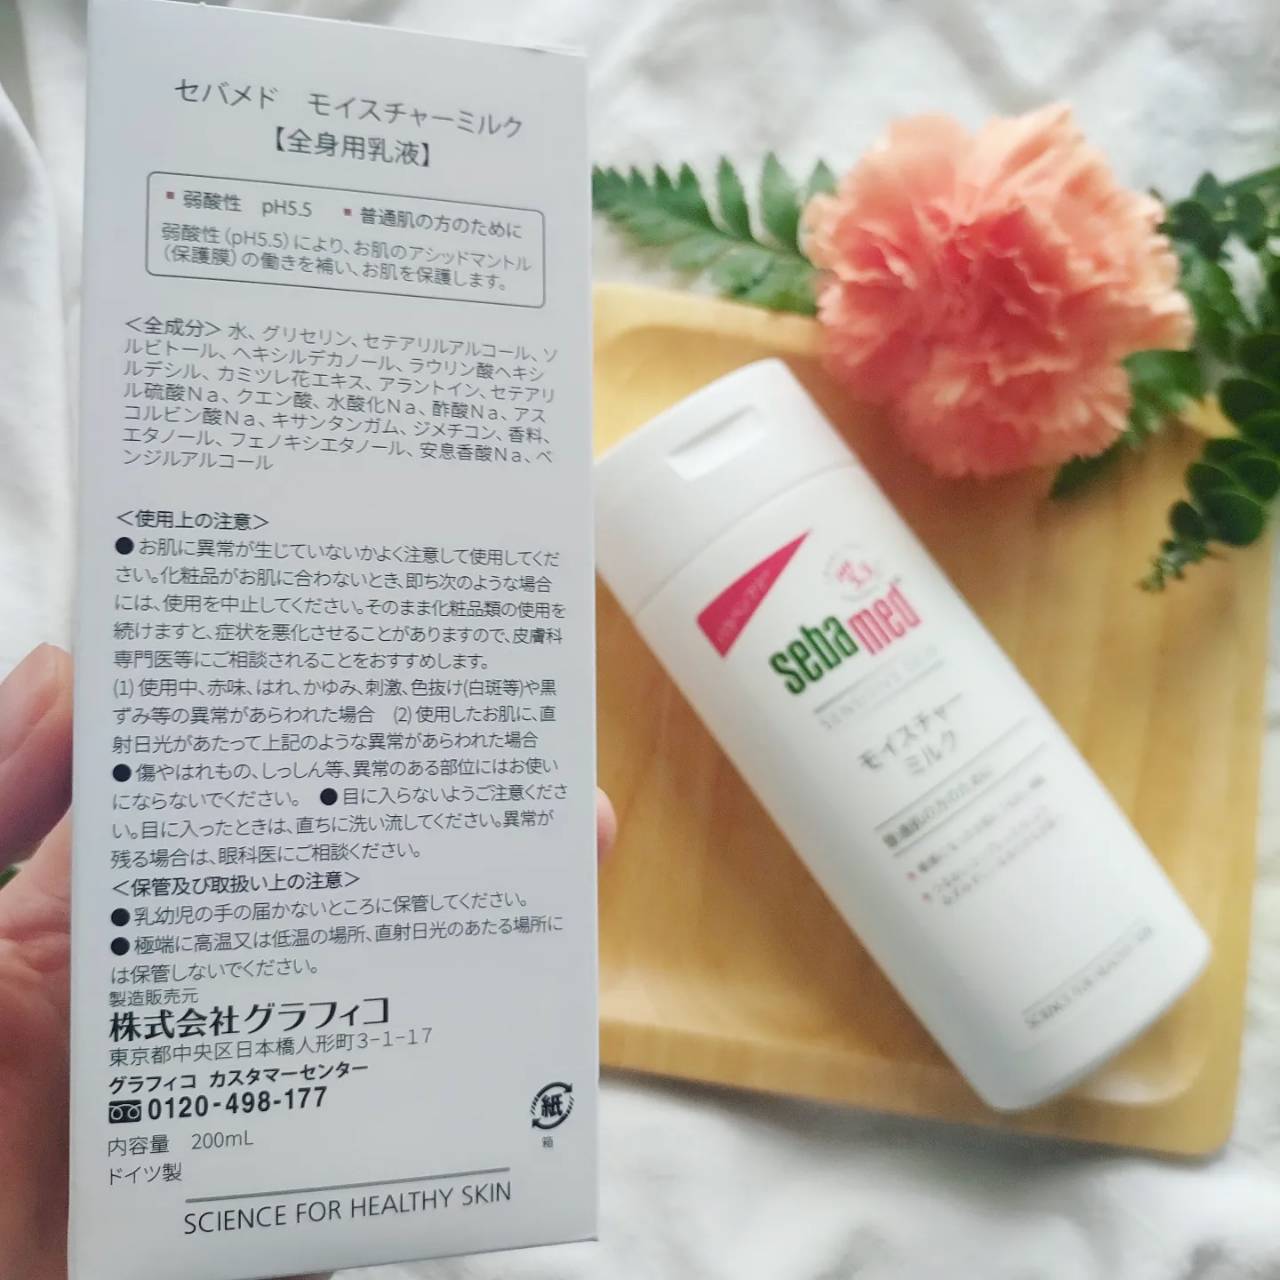 セバメド　モイスチャーミルク
【全身用乳液】
▪弱酸性　pH5.5　▪普通肌の方のために
弱酸性（pH5.5）により、お肌のアシッドマントル
（保護膜）の働きを補い、お肌を保護します。
＜全成分＞水、グリセリン、セテアリルアルコール、ソ
ルビトール、ヘキシルデカノール、ラウリン酸ヘキシ
ルデシル、カミツレ花エキス、アラントイン、セテアリ
ル硫酸Ｎａ、クエン酸、水酸化Ｎａ、酢酸Ｎａ、アス
コルビン酸Ｎａ、キサンタンガム、ジメチコン、香料、
エタノール、フェノキシエタノール、安息香酸Ｎａ、ベ
ンジルアルコール
＜使用上の注意＞
●お肌に異常が生じていないかよく注意して使用してくだ
さい。化粧品がお肌に合わないとき、即ち次のような場合
には、使用を中止してください。そのまま化粧品類の使用を
続けますと、症状を悪化させることがありますので、皮膚科
専門医等にご相談されることをおすすめします。
(1) 使用中、赤味、はれ、かゆみ、刺激、色抜け(白斑等)や黒
ずみ等の異常があらわれた場合　(2) 使用したお肌に、直
射日光があたって上記のような異常があらわれた場合
●傷やはれもの、しっしん等、異常のある部位にはお使い
にならないでください。　●目に入らないようご注意くださ
い。目に入ったときは、直ちに洗い流してください。異常が
残る場合は、眼科医にご相談ください。
＜保管及び取扱い上の注意＞
●乳幼児の手の届かないところに保管してください。
●極端に高温又は低温の場所、直射日光のあたる場所に
は保管しないでください。
製造販売元
株式会社グラフィコ
東京都中央区日本橋人形町3-1-17
グラフィコ カスタマーセンター
0120-498-177
内容量　200mL
ドイツ製
紙
箱
SCIENCE FOR HEALTHY SKIN
pH
5.5
sebamed
SENSITIVE SKIN
モイスチャー
ミルク
普通肌の方のために
SCIENCE FOR HEALTHY SKIN